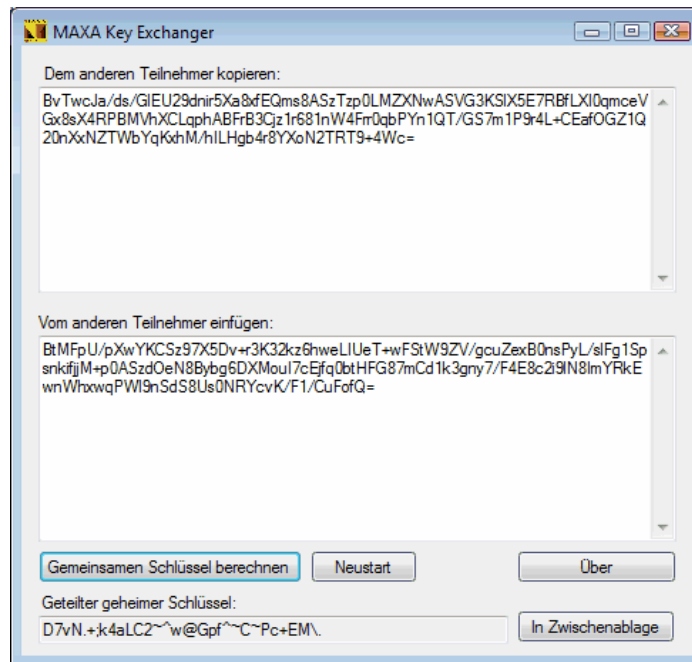 MAXA Key Exchanger
Dem anderen Teilnehmer kopieren:
BvTwcJa/ds/GlEU29dnir5Xa8xfEQms8ASzTzp0LMZXNwASVG3KSlX5E7RBfLXl0qmceV
Gx8sX4RPBMVhXCLqphABFrB3Cjz1r681nW4Frr0qbPYn1QT/GS7m1P9r4L+CEafOGZ1Q
20nXxNZTWbYqKxhM/hILHgb4r8YXoN2TRT9+4Wc=
Vom anderen Teilnehmer einfügen:
BtMFpU/pXwYKCSz97X5Dv+r3K32kz6hweLIUeT+wFStW9ZV/gcuZexB0nsPyL/slFg1Sp
snkifjjM+p0ASzdOeN8Bybg6DXMouI7cEjfq0btHFG87mCd1k3gny7/F4E8c2i9lN8ImYRkE
wnWhxwqPWl9nSdS8Us0NRYcvK/F1/CuFofQ=
Gemeinsamen Schlüssel berechnen Neustart Über
Geteilter geheimer Schlüssel:
D7vN.+;k4aLC2~^w@Gpf^~C~Pc+EM\. In Zwischenablage